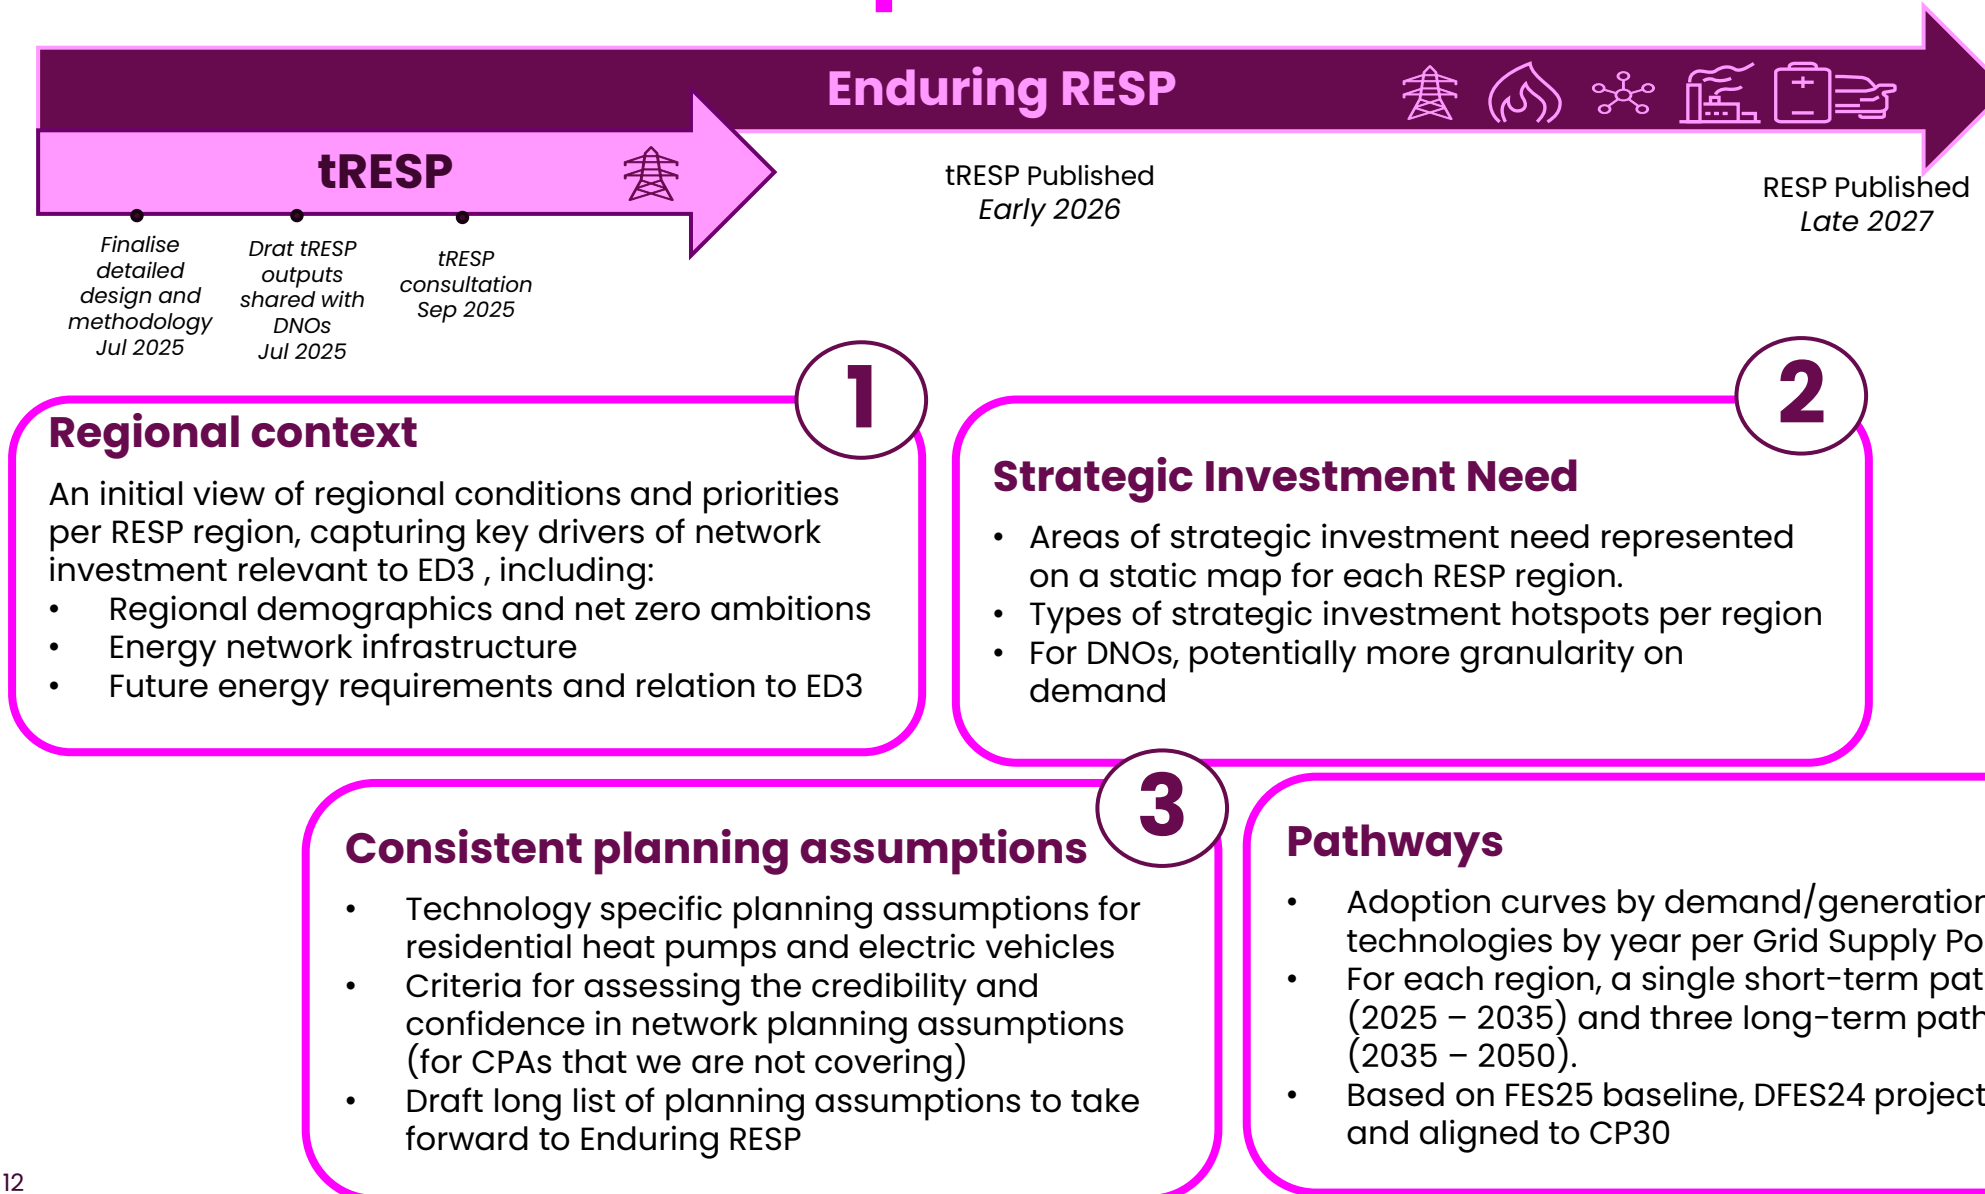 Enduring RESP
tRESP
tRESP Published
Early 2026
RESP Published
Late 2027
Finalise
detailed
design and
methodology
Jul 2025
Drat tRESP
outputs
shared with
DNOs
Jul 2025
tRESP
consultation
Sep 2025
1
Regional context
An initial view of regional conditions and priorities
per RESP region, capturing key drivers of network
investment relevant to ED3 , including:
• Regional demographics and net zero ambitions
• Energy network infrastructure
• Future energy requirements and relation to ED3
2
Strategic Investment Need
• Areas of strategic investment need represented
on a static map for each RESP region.
• Types of strategic investment hotspots per region
• For DNOs, potentially more granularity on
demand
3
Consistent planning assumptions
• Technology specific planning assumptions for
residential heat pumps and electric vehicles
• Criteria for assessing the credibility and
confidence in network planning assumptions
(for CPAs that we are not covering)
• Draft long list of planning assumptions to take
forward to Enduring RESP
Pathways
• Adoption curves by demand/generation
technologies by year per Grid Supply Po
• For each region, a single short-term pat
(2025 – 2035) and three long-term path
(2035 – 2050).
• Based on FES25 baseline, DFES24 project
and aligned to CP30
12